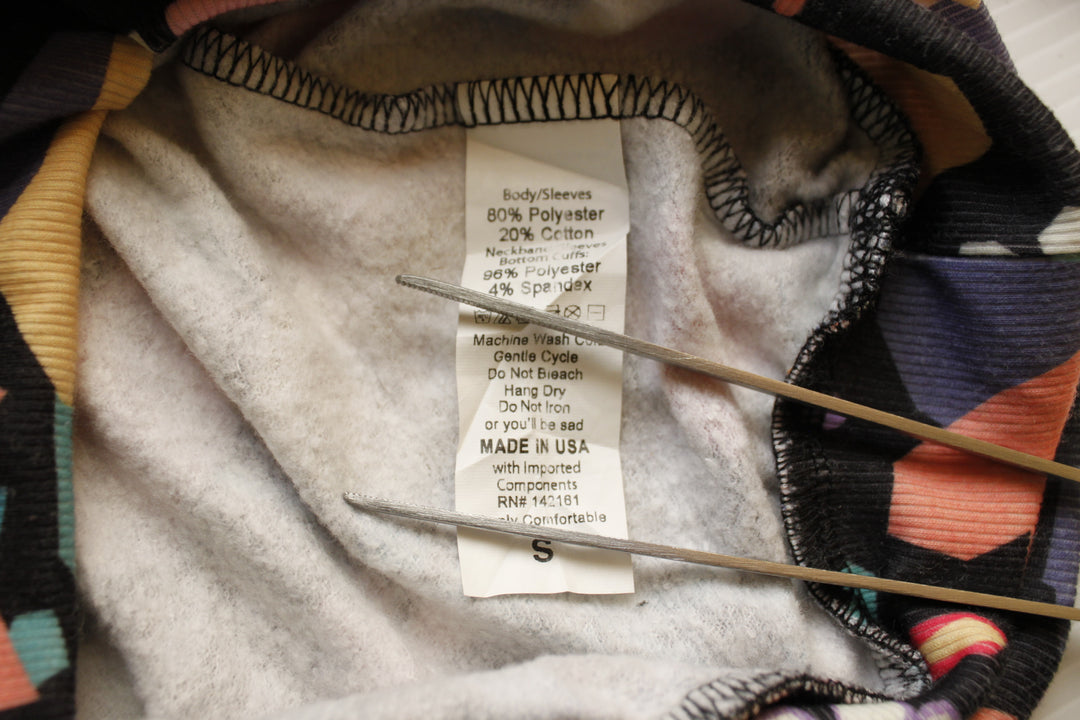 Body/Sleeves
80% Polyester
20% Cotton
Neckband Sleeves
Bottom Cuffs:
96% Polyester
4% Spandex
Machine Wash
Gentle Cycle
Do Not Bleach
Hang Dry
Do Not Iron
or you'll be sad
MADE IN USA
with Imported
Components
RN# 142161
Comfortable
S